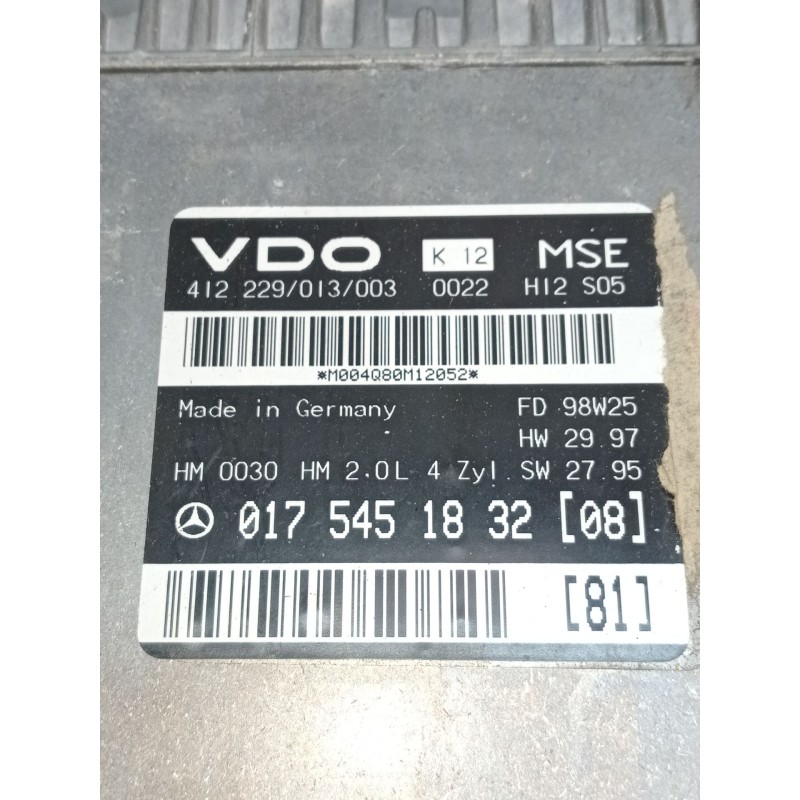 VDO K 12 MSE
412 229/013/003 0022 H12 S05
*M004Q80M12052*
Made in Germany FD 98W25
HW 29.97
HM 0030 HM 2.0L 4 Zyl. SW 27.95
017 545 18 32 [08]
[81]